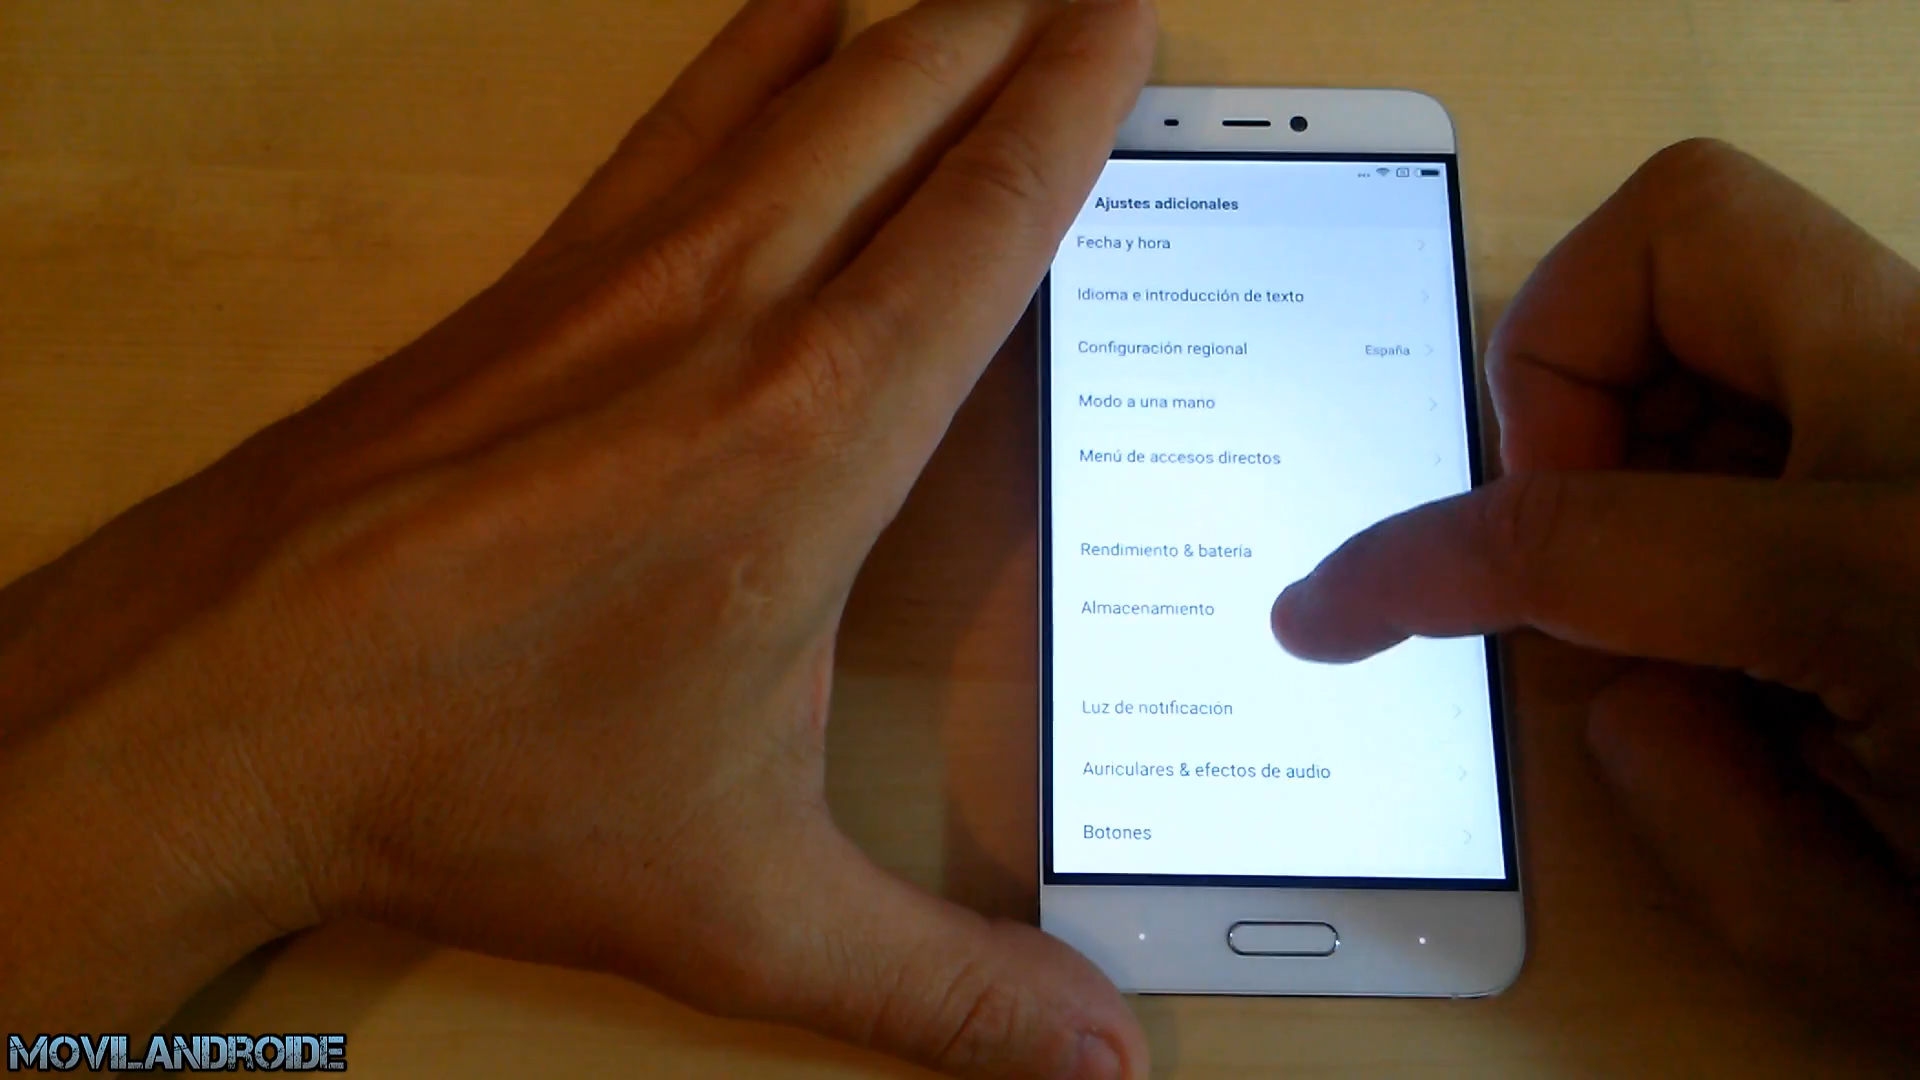 Ajustes adicionales
Fecha y hora
Idioma e introducción de texto
Configuración regional España
Modo a una mano
Menú de accesos directos
Rendimiento & batería
Almacenamiento
Luz de notificación
Auriculares & efectos de audio
Botones
MOVILANDROIDE